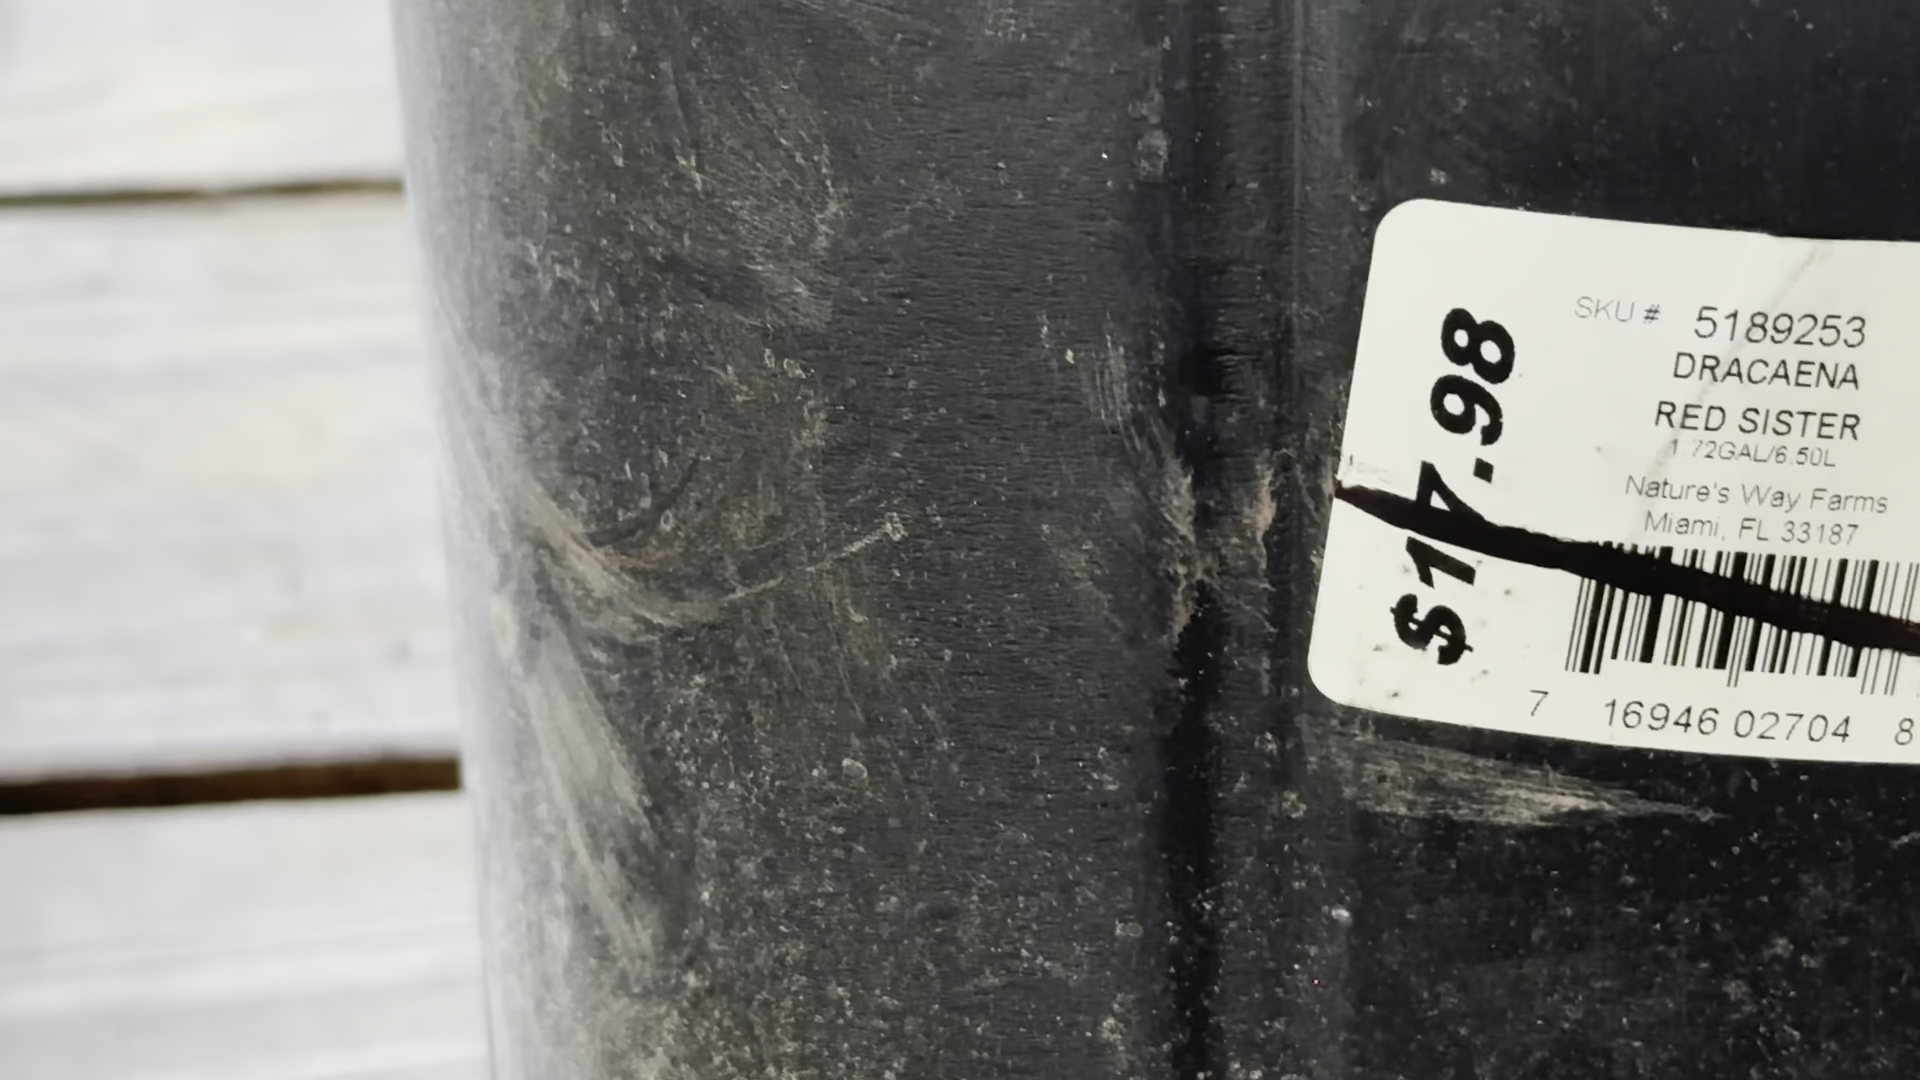 SKU # 5189253
DRACAENA
RED SISTER
1.72GAL/6.50L
Nature's Way Farms
Miami, FL 33187
$17.98
7 16946 02704 8